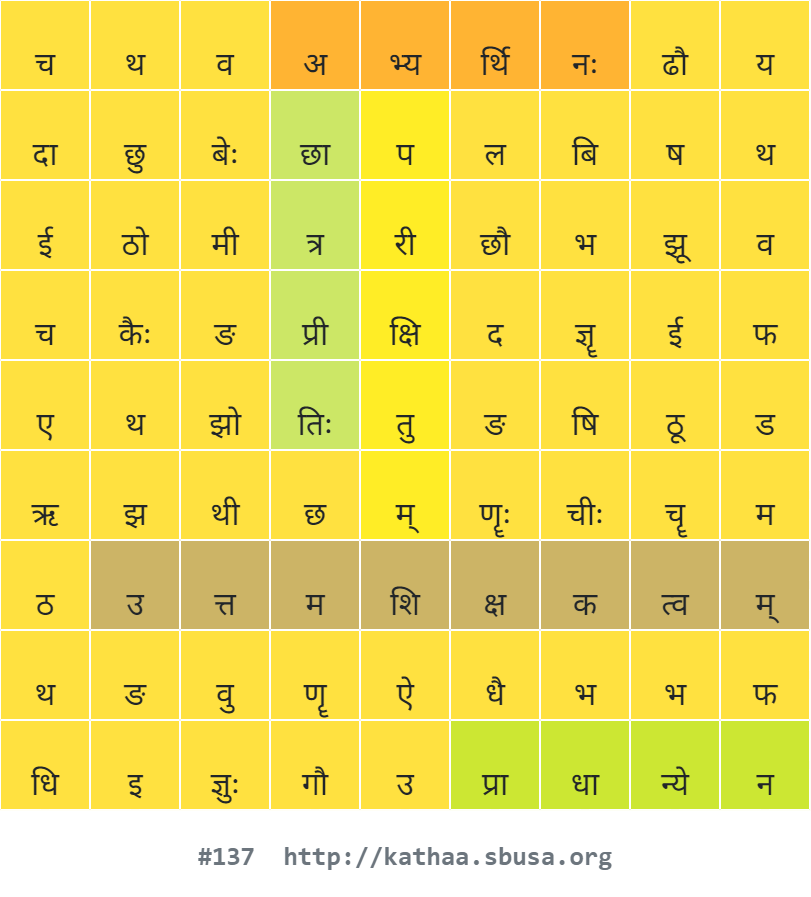 च थ व अ भ्य र्थि नः ढौ य
दा छु बेः छा प ल बि ष थ
ई ठो मी त्र री छौ भ झू व
च कैः ङ प्री क्षि द ज्ञॄ ई फ
ए थ झो तिः तु ङ षि ठू ड
ऋ झ थी छ म् णॄः चीः चॄ म
ठ उ त्त म शि क्ष क त्व म्
थ ङ वु णॄ ऐ धै भ भ फ
धि इ ज्ञुः गौ उ प्रा धा न्ये न
#137 http://kathaa.sbusa.org